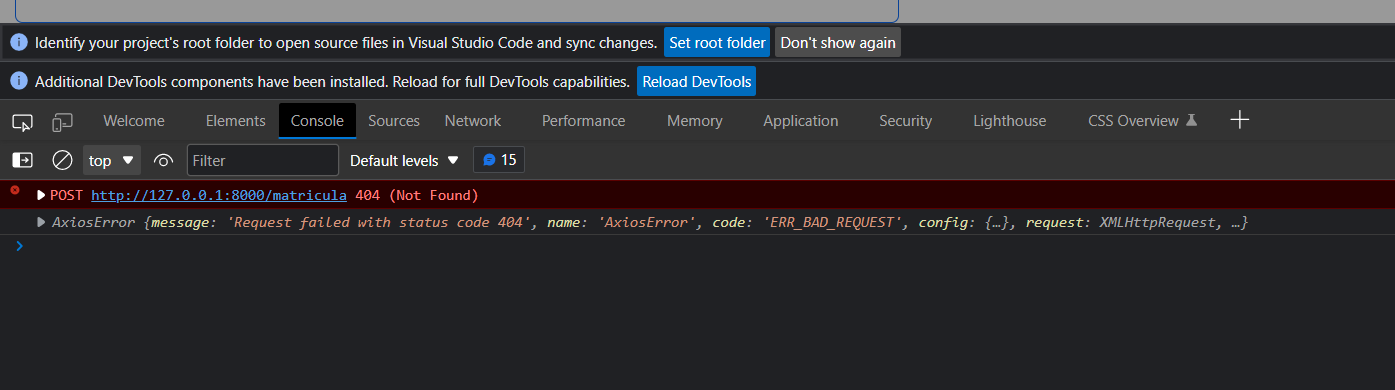 Identify your project's root folder to open source files in Visual Studio Code and sync changes. Set root folder Don't show again
Additional DevTools components have been installed. Reload for full DevTools capabilities. Reload DevTools
Welcome Elements Console Sources Network Performance Memory Application Security Lighthouse CSS Overview
top Filter Default levels 15
POST http://127.0.0.1:8000/matricula 404 (Not Found)
AxiosError {message: 'Request failed with status code 404', name: 'AxiosError', code: 'ERR_BAD_REQUEST', config: {…}, request: XMLHttpRequest, …}